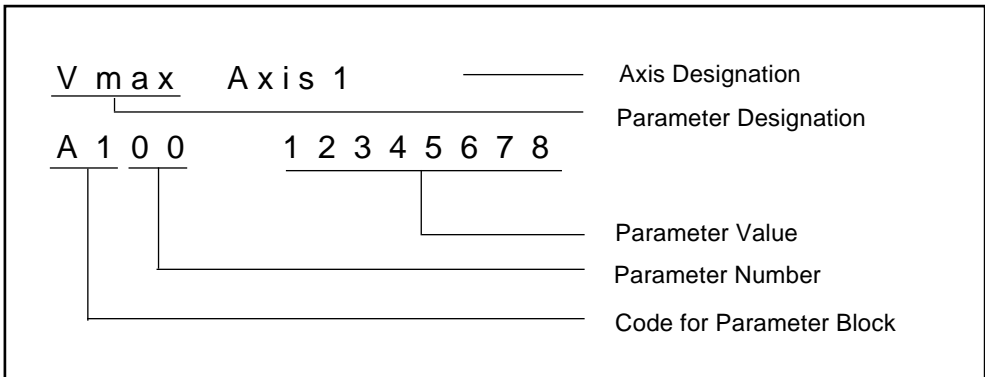 V max Axis 1 Axis Designation
Parameter Designation
A 1 0 0 1 2 3 4 5 6 7 8
Parameter Value
Parameter Number
Code for Parameter Block